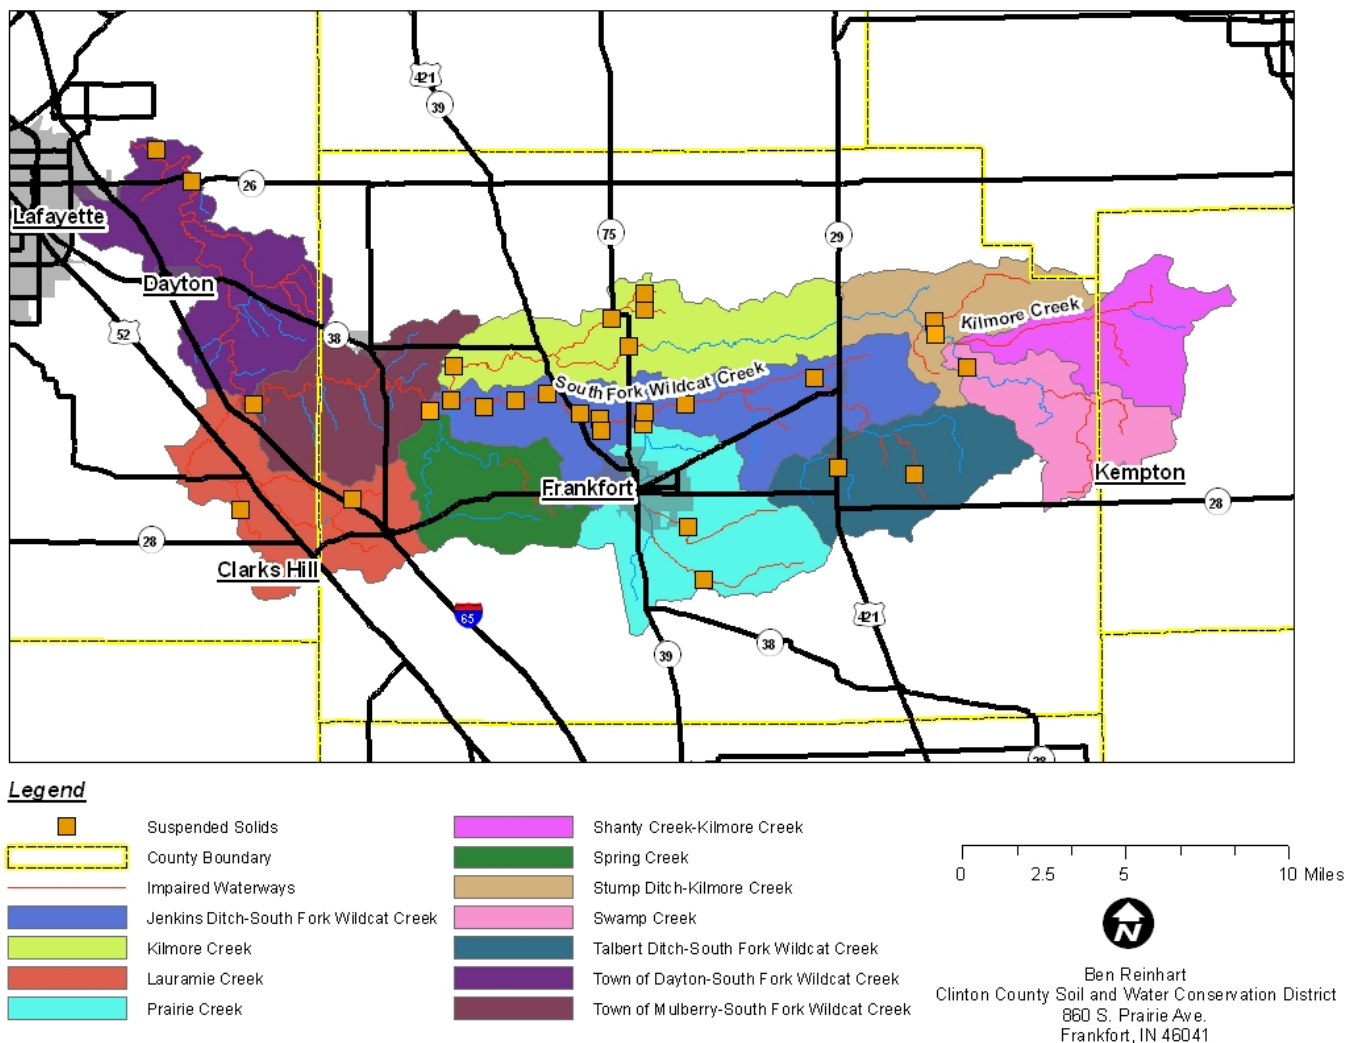 421
39
26
75
29
Lafayette
Dayton
52
38
Kilmore Creek
South Fork Wildcat Creek
Kempton
Frankfort
28
28
Clarks Hill
65
421
39
38
Legend
Suspended Solids
County Boundary
Impaired Waterways
Jenkins Ditch-South Fork Wildcat Creek
Kilmore Creek
Lauramie Creek
Prairie Creek
Shanty Creek-Kilmore Creek
Spring Creek
Stump Ditch-Kilmore Creek
Swamp Creek
Talbert Ditch-South Fork Wildcat Creek
Town of Dayton-South Fork Wildcat Creek
Town of Mulberry-South Fork Wildcat Creek
0 2.5 5 10 Miles
N
Ben Reinhart
Clinton County Soil and Water Conservation District
860 S. Prairie Ave.
Frankfort, IN 46041